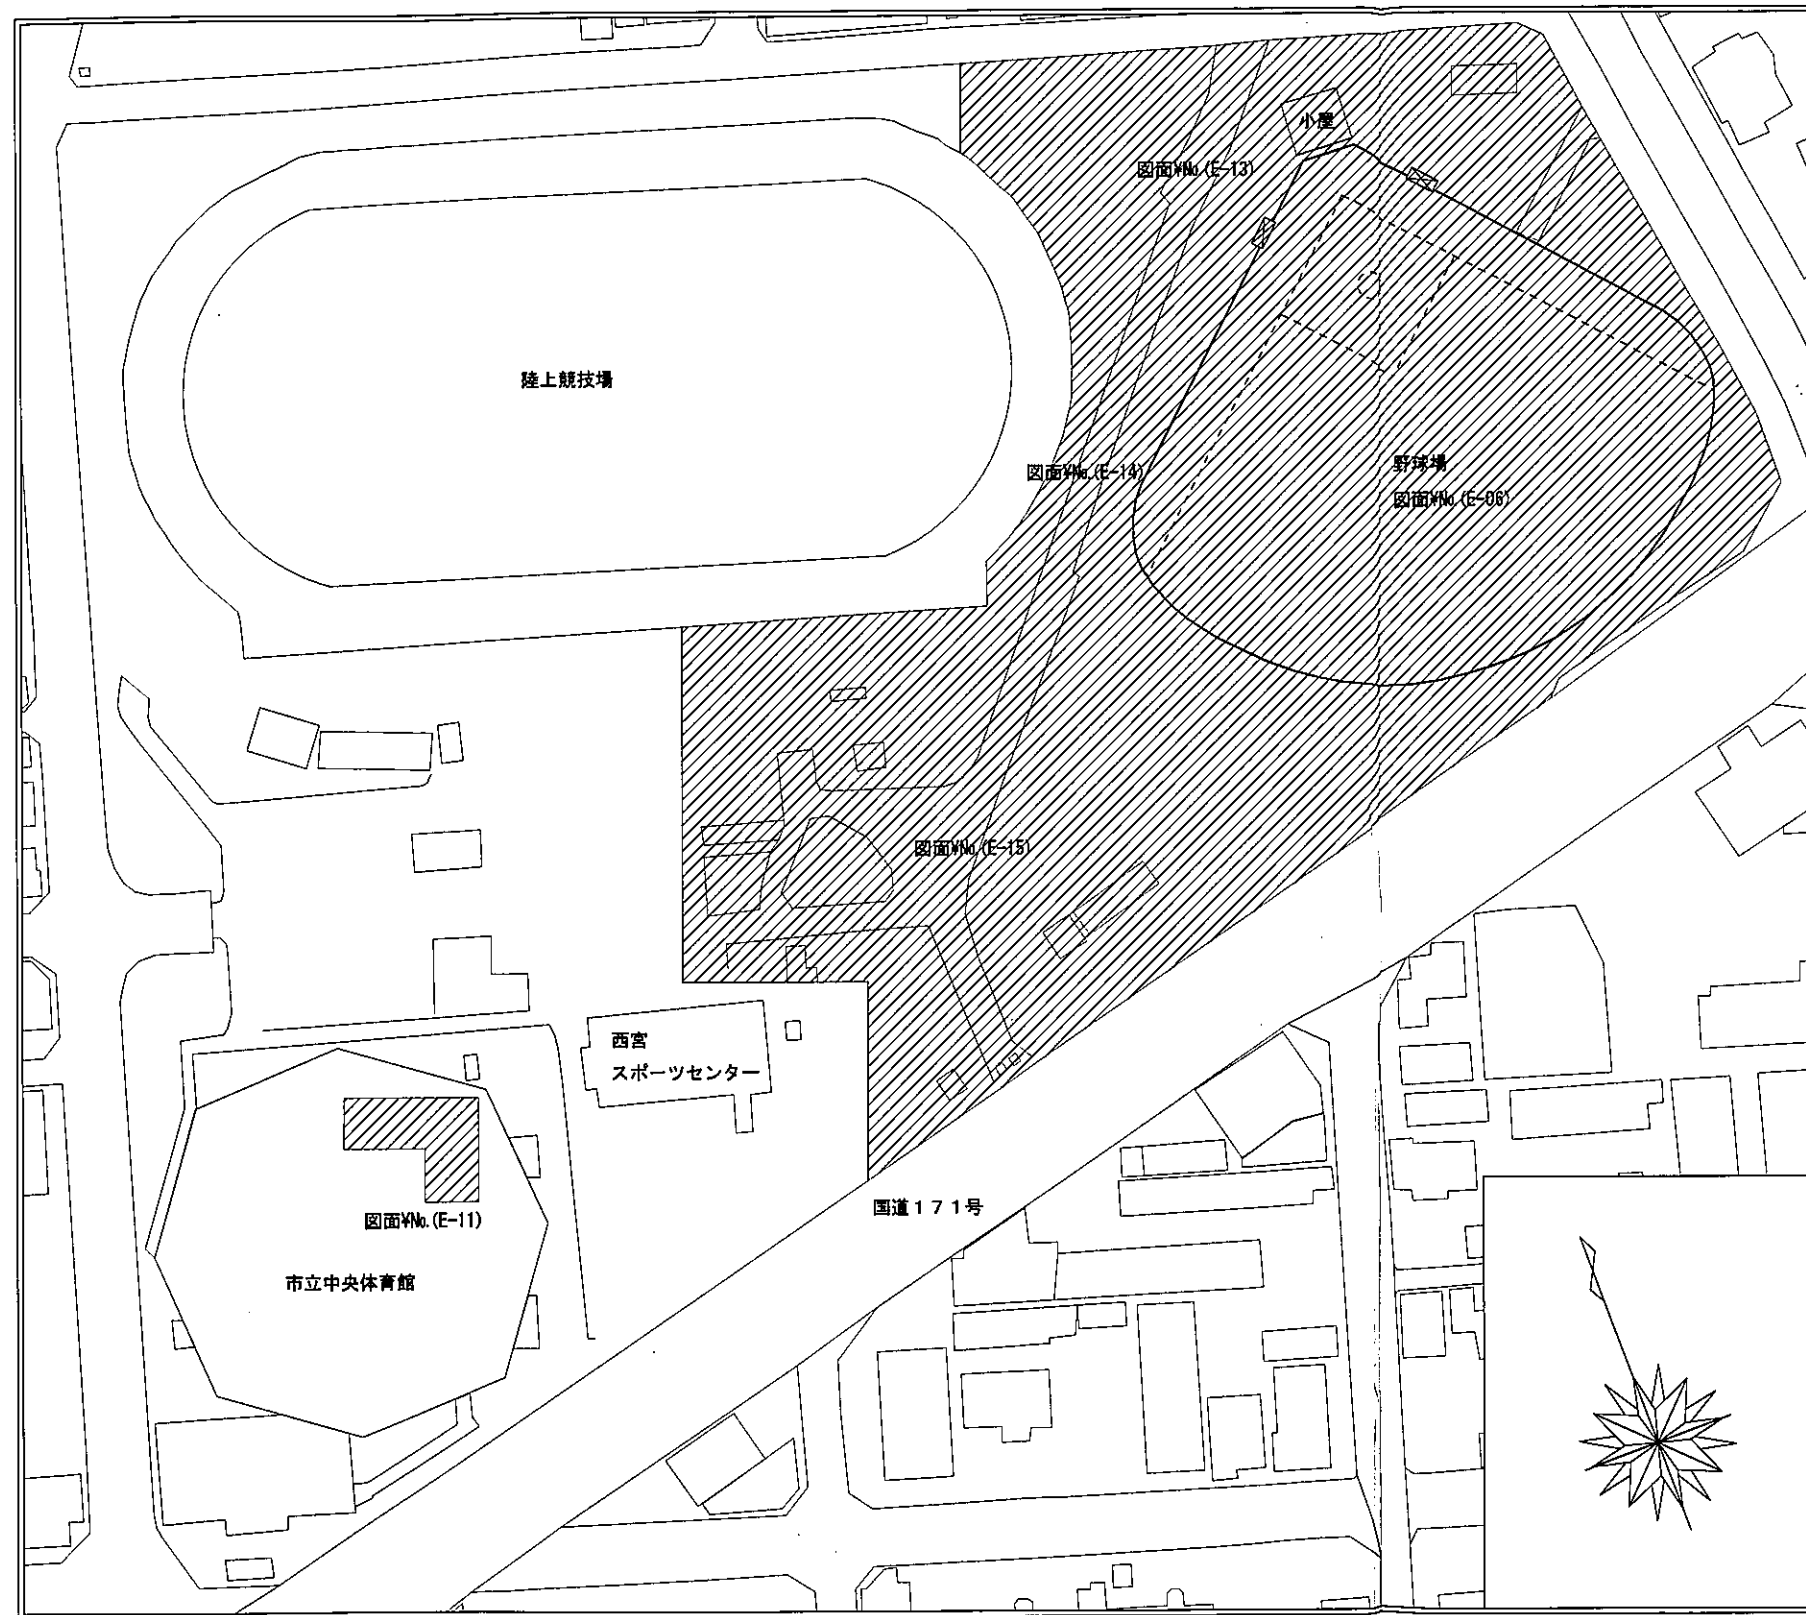 小屋
図面¥No.(E-13)
陸上競技場
図面¥No.(E-14)
野球場
図面¥No.(E-06)
図面¥No.(E-15)
西宮
スポーツセンター
図面¥No.(E-11)
国道171号
市立中央体育館